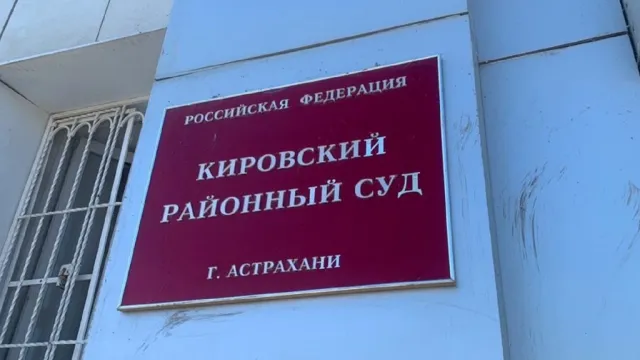 РОССИЙСКАЯ ФЕДЕРАЦИЯ
КИРОВСКИЙ
РАЙОННЫЙ СУД
Г. АСТРАХАНИ